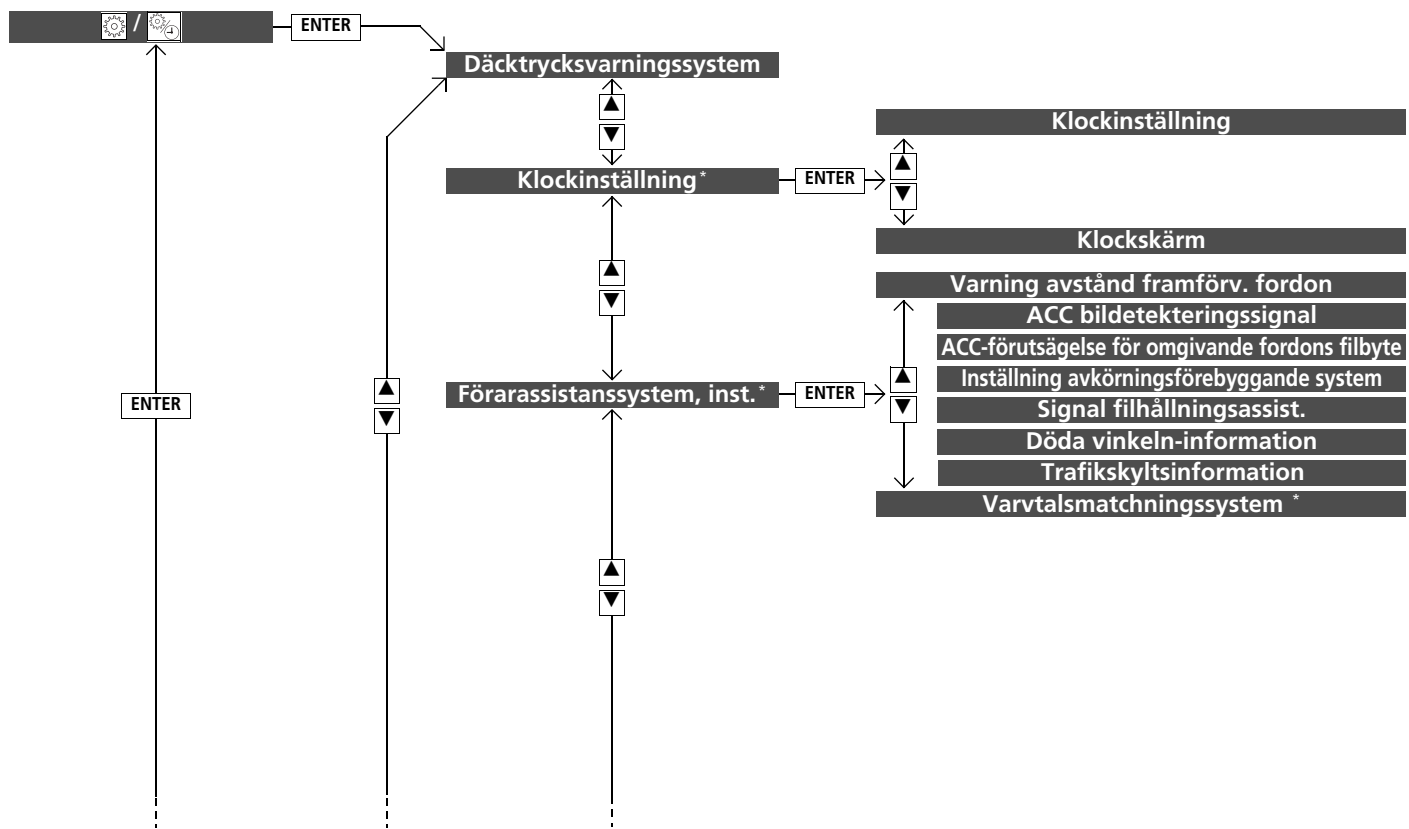 /
ENTER
Däcktrycksvarningssystem
▲
▼
Klockinställning*
ENTER
Klockinställning
▲
▼
Klockskärm
▲
▼
Förarassistanssystem, inst.*
ENTER
Varning avstånd framförv. fordon
ACC bildetekteringssignal
ACC-förutsägelse för omgivande fordons filbyte
▲
Inställning avkörningsförebyggande system
▼
Signal filhållningsassist.
Döda vinkeln-information
Trafikskyltsinformation
Varvtalsmatchningssystem *
ENTER
▲
▼
▲
▼